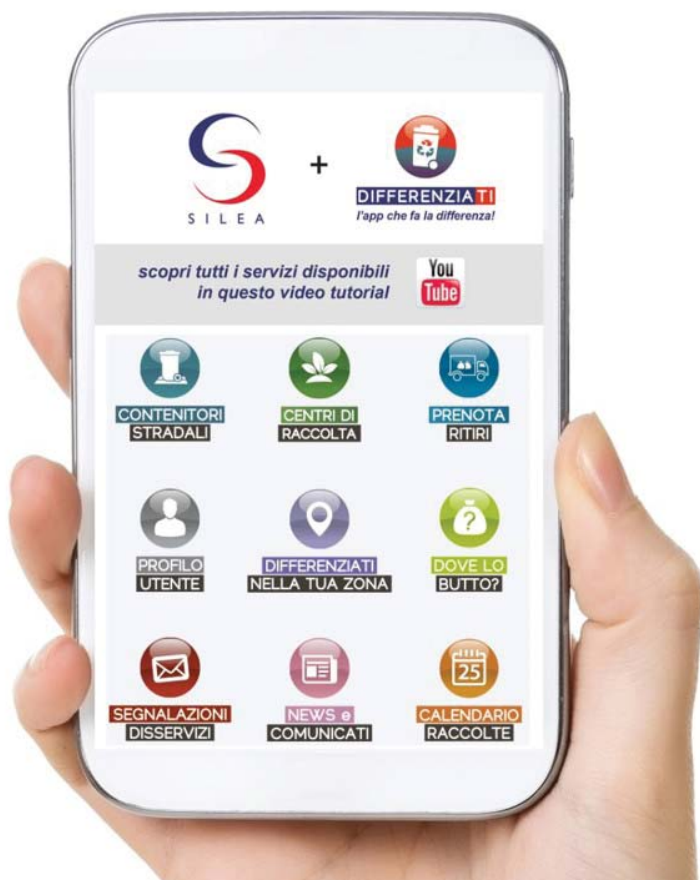 SILEA
+
DIFFERENZIATI
l'app che fa la differenza!
scopri tutti i servizi disponibili
in questo video tutorial
You
Tube
CONTENITORI
STRADALI
CENTRI DI
RACCOLTA
PRENOTA
RITIRI
PROFILO
UTENTE
DIFFERENZIATI
NELLA TUA ZONA
?
DOVE LO
BUTTO?
SEGNALAZIONI
DISSERVIZI
NEWS e
COMUNICATI
25
CALENDARIO
RACCOLTE